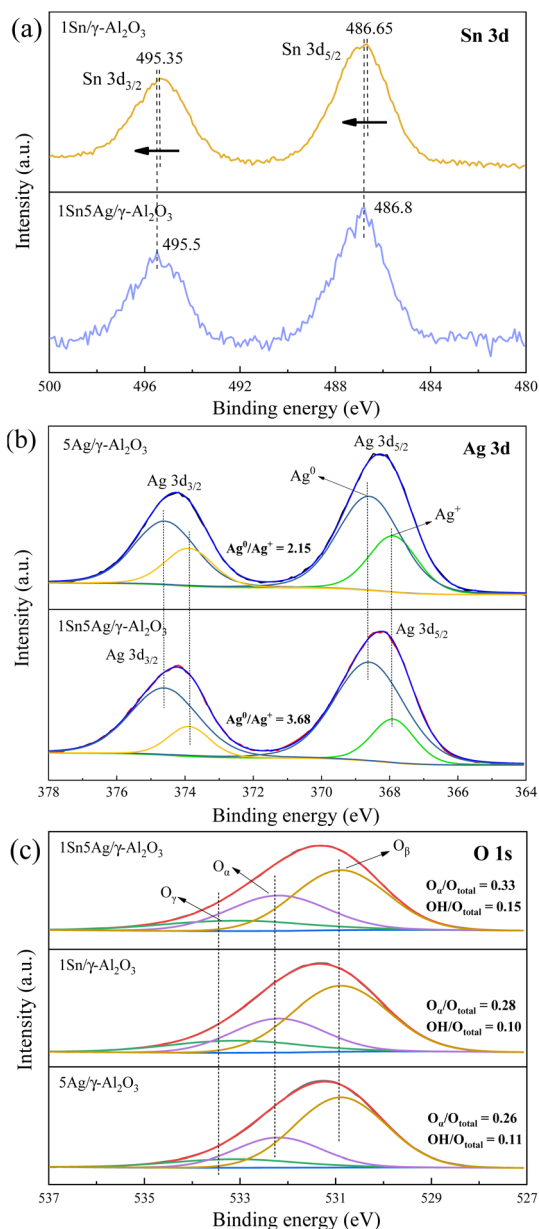 (a)
1Sn/γ-Al₂O₃
Sn 3d
495.35
486.65
Sn 3d₃/₂
Sn 3d₅/₂
1Sn5Ag/γ-Al₂O₃
495.5
486.8
Intensity (a.u.)
500 496 492 488 484 480
Binding energy (eV)
(b)
5Ag/γ-Al₂O₃
Ag 3d
Ag 3d₃/₂
Ag 3d₅/₂
Ag⁰
Ag⁺
Ag⁰/Ag⁺ = 2.15
1Sn5Ag/γ-Al₂O₃
Ag 3d₃/₂
Ag 3d₅/₂
Ag⁰/Ag⁺ = 3.68
Intensity (a.u.)
378 376 374 372 370 368 366 364
Binding energy (eV)
(c)
1Sn5Ag/γ-Al₂O₃
O 1s
Oᵧ
Oα
Oᵦ
Oα/Ototal = 0.33
OH/Ototal = 0.15
1Sn/γ-Al₂O₃
Oα/Ototal = 0.28
OH/Ototal = 0.10
5Ag/γ-Al₂O₃
Oα/Ototal = 0.26
OH/Ototal = 0.11
Intensity (a.u.)
537 535 533 531 529 527
Binding energy (eV)